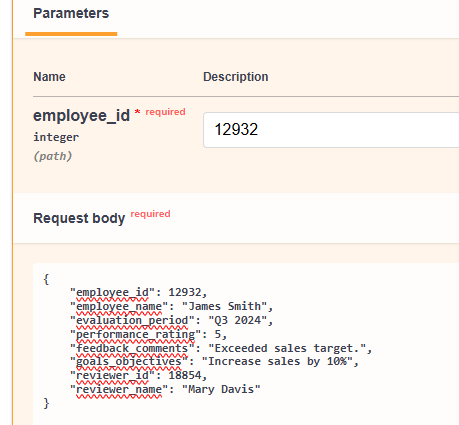 Parameters
Name Description
employee_id * required
integer
(path)
12932
Request body required
{
    "employee_id": 12932,
    "employee_name": "James Smith",
    "evaluation_period": "Q3 2024",
    "performance_rating": 5,
    "feedback_comments": "Exceeded sales target.",
    "goals_objectives": "Increase sales by 10%",
    "reviewer_id": 18854,
    "reviewer_name": "Mary Davis"
}